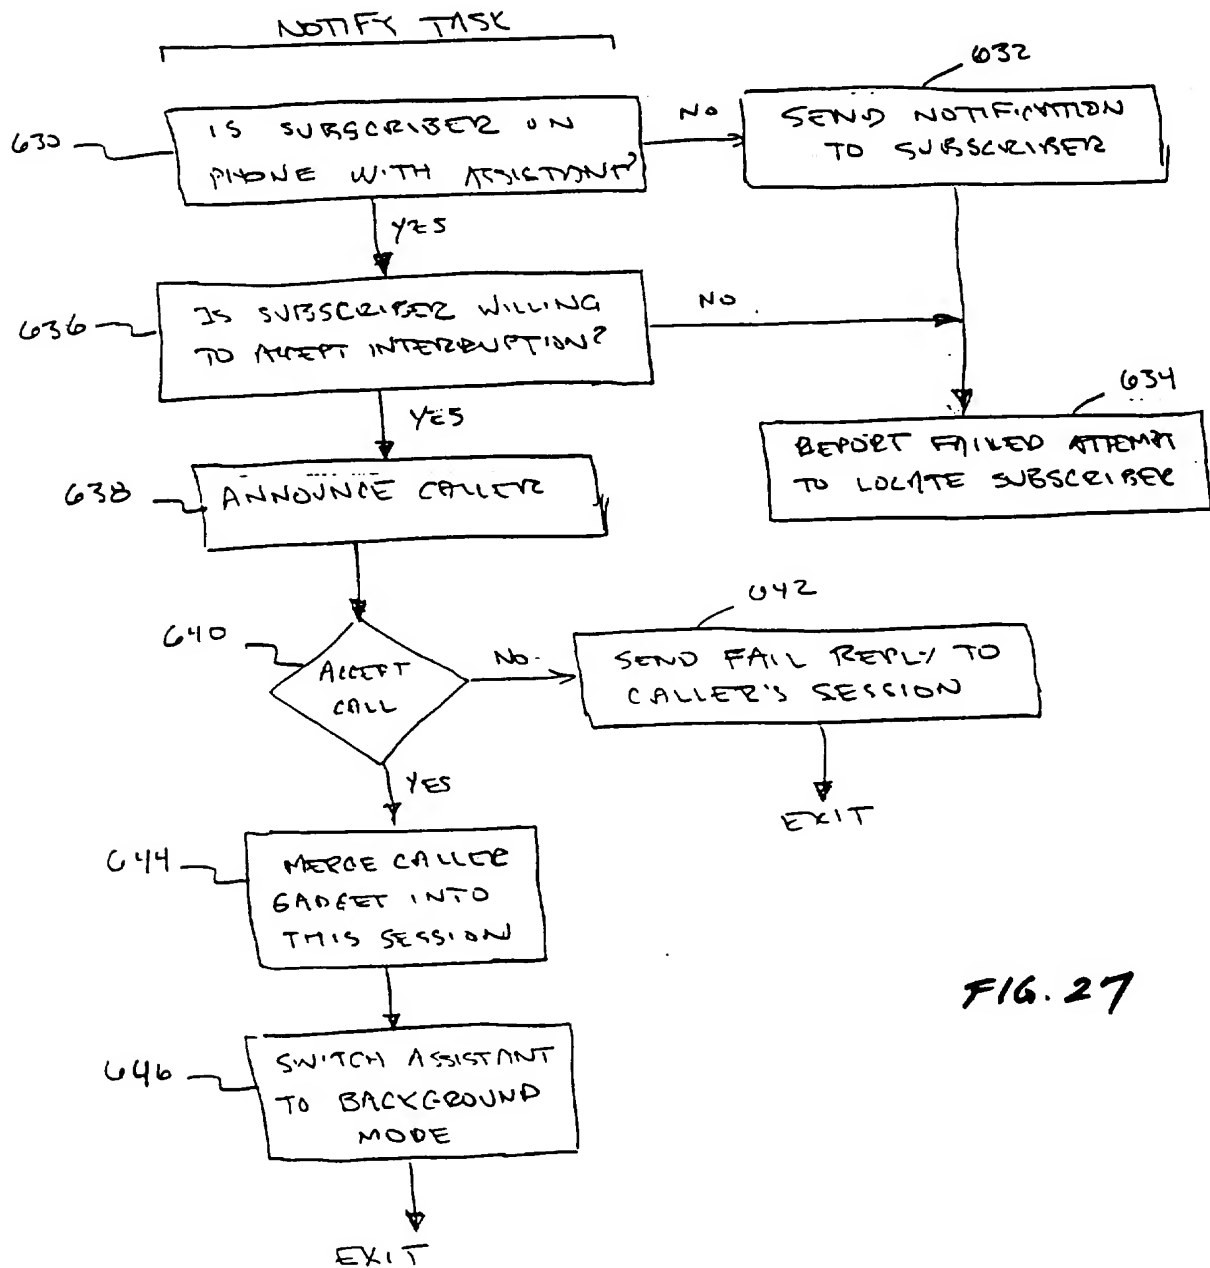 NOTIFY TASK
632
630
IS SUBSCRIBER ON
PHONE WITH ASSISTANT?
NO
SEND NOTIFICATION
TO SUBSCRIBER
YES
636
IS SUBSCRIBER WILLING
TO ACCEPT INTERRUPTION?
NO
634
YES
REPORT FAILED ATTEMPT
TO LOCATE SUBSCRIBER
638
ANNOUNCE CALLER
642
640
ACCEPT
CALL
NO
SEND FAIL REPLY TO
CALLER'S SESSION
YES
EXIT
644
MERGE CALLER
GADGET INTO
THIS SESSION
FIG. 27
646
SWITCH ASSISTANT
TO BACKGROUND
MODE
EXIT